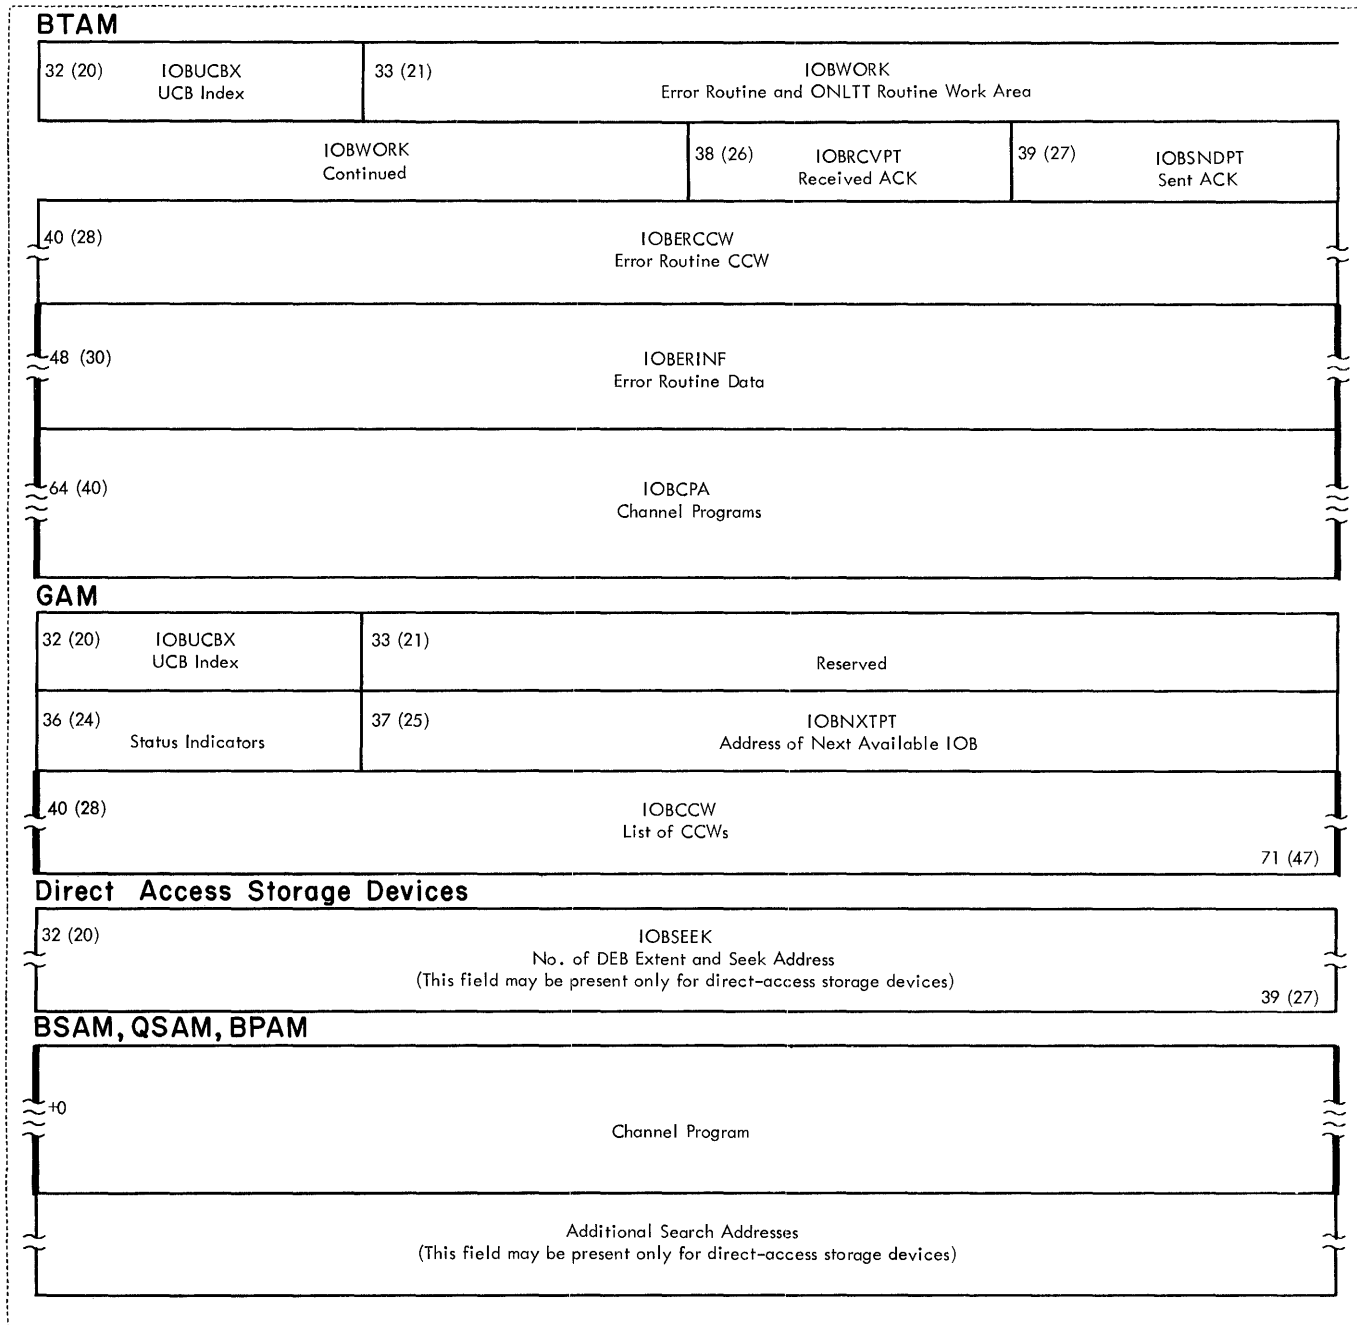 BTAM
32 (20) IOBUCBX 33 (21) IOBWORK
UCB Index Error Routine and ONLTT Routine Work Area
IOBWORK 38 (26) IOBRCVPT 39 (27) IOBSNDPT
Continued Received ACK Sent ACK
40 (28) IOBERCCW
Error Routine CCW
48 (30) IOBERINF
Error Routine Data
64 (40) IOBCPA
Channel Programs
GAM
32 (20) IOBUCBX 33 (21)
UCB Index Reserved
36 (24) 37 (25) IOBNXTPT
Status Indicators Address of Next Available IOB
40 (28) IOBCCW
List of CCWs
71 (47)
Direct Access Storage Devices
32 (20) IOBSEEK
No. of DEB Extent and Seek Address
(This field may be present only for direct-access storage devices)
39 (27)
BSAM, QSAM, BPAM
+0
Channel Program
Additional Search Addresses
(This field may be present only for direct-access storage devices)